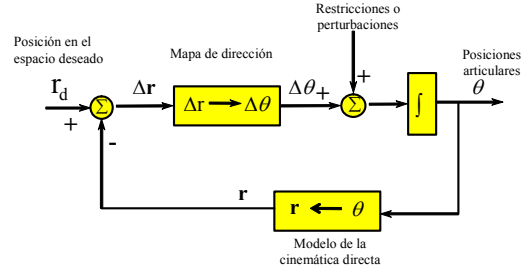 Restricciones o
perturbaciones
Posición en el
espacio deseado
Mapa de dirección
Posiciones
articulares
r_d
+
Σ
-
Δr
Δr → Δθ
Δθ
+
+
Σ
∫
θ
r
r ← θ
Modelo de la
cinemática directa